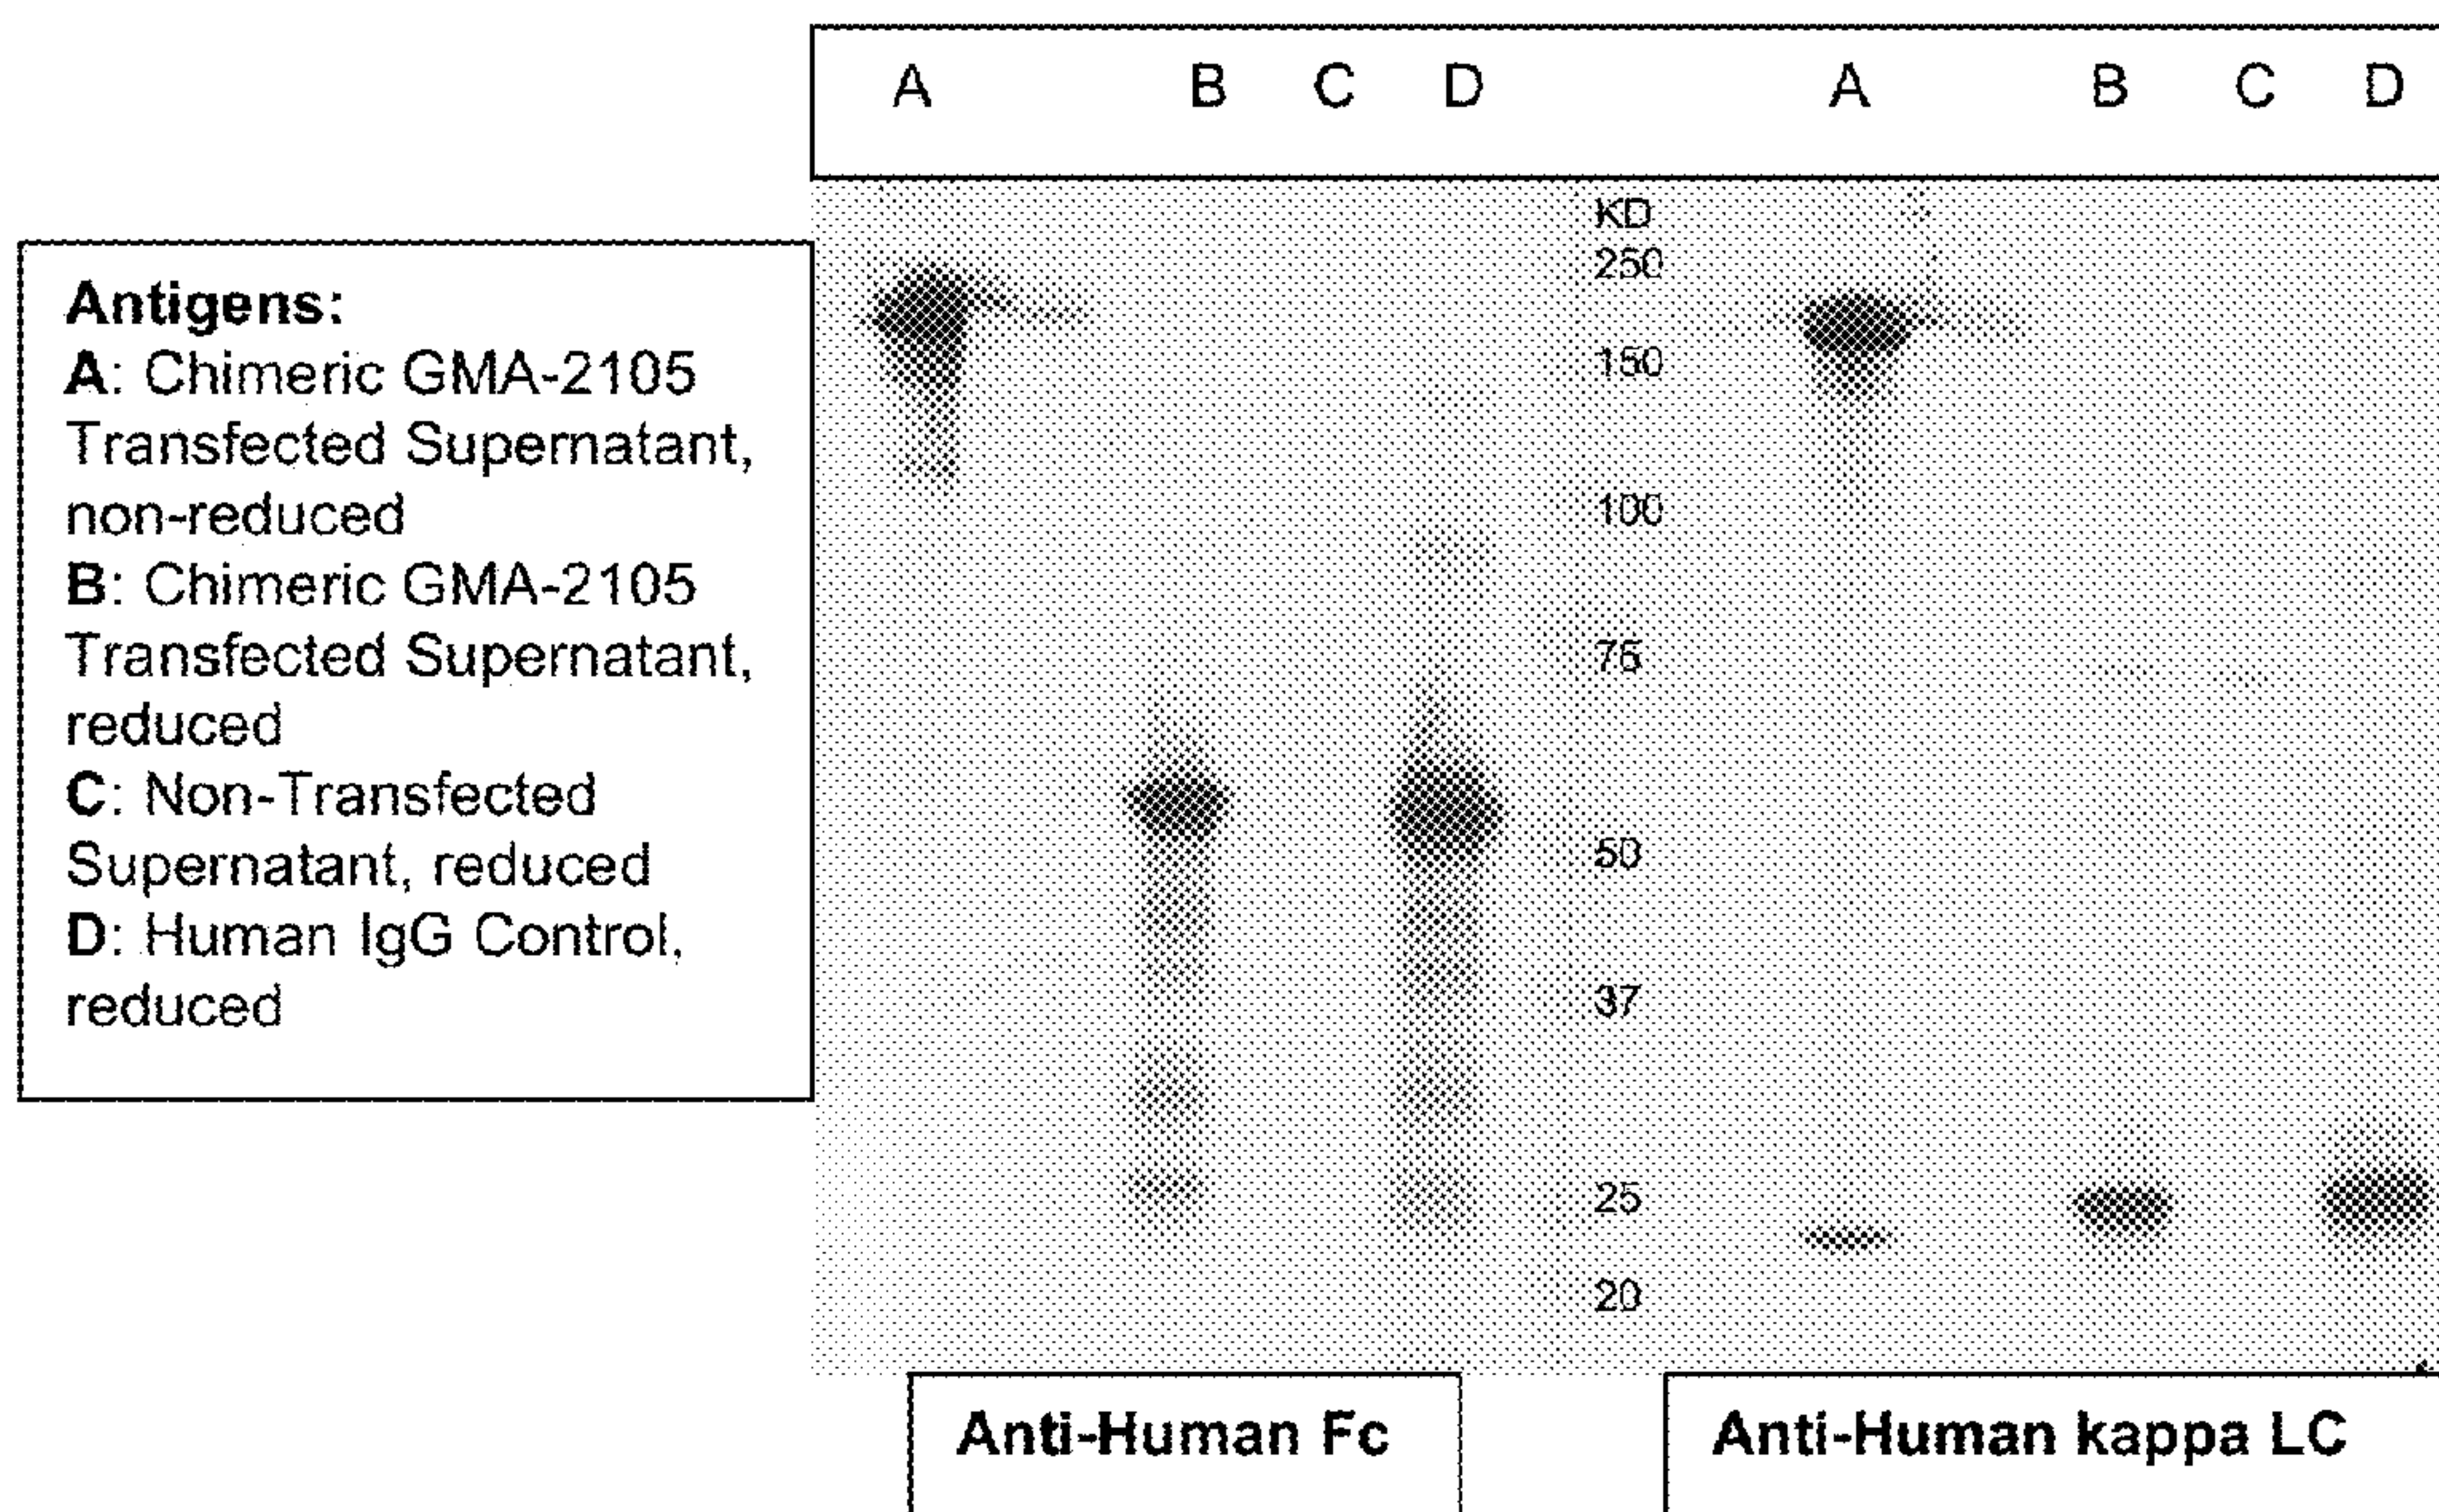 A B C D A B C D
Antigens:
A: Chimeric GMA-2105
Transfected Supernatant,
non-reduced
B: Chimeric GMA-2105
Transfected Supernatant,
reduced
C: Non-Transfected
Supernatant, reduced
D: Human IgG Control,
reduced
KD
250
150
100
75
50
37
25
20
Anti-Human Fc
Anti-Human kappa LC